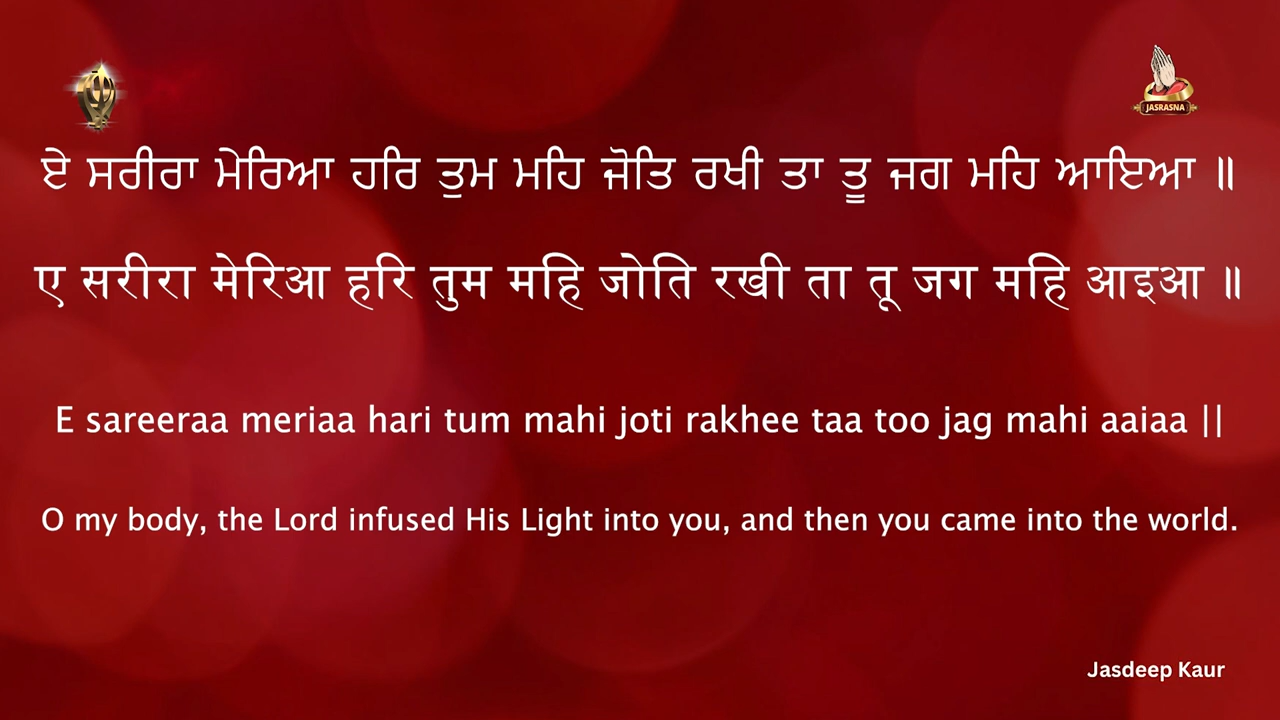 JASRASNA
ਏ ਸਰੀਰਾ ਮੇਰਿਆ ਹਰਿ ਤੁਮ ਮਹਿ ਜੋਤਿ ਰਖੀ ਤਾ ਤੂ ਜਗ ਮਹਿ ਆਇਆ ॥
ए सरीरा मेरिआ हरि तुम महि जोति रखी ता तू जग महि आइआ ॥
E sareeraa meriaa hari tum mahi joti rakhee taa too jag mahi aaiaa ||
O my body, the Lord infused His Light into you, and then you came into the world.
Jasdeep Kaur